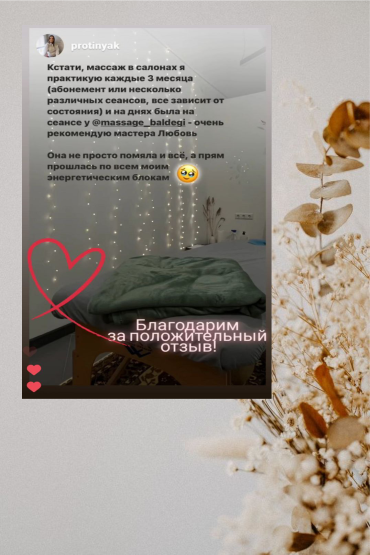 protinyak
Кстати, массаж в салонах я
практикую каждые 3 месяца
(абонемент или несколько
различных сеансов, все зависит от
состояния) и на днях была на
сеансе у @massage_baldegi - очень
рекомендую мастера Любовь
Она не просто помяла и всё, а прям
прошлась по всем моим
энергетическим блокам
Благодарим
за положительный
отзыв!